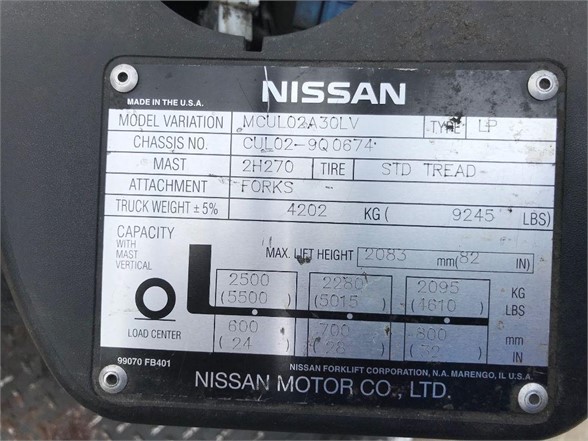 NISSAN
MADE IN THE U.S.A.
MODEL VARIATION MCUL02A30LV TYPE LP
CHASSIS NO. CUL02-9Q0674
MAST 2H270 TIRE STD TREAD
ATTACHMENT FORKS
TRUCK WEIGHT ±5% 4202 KG ( 9245 LBS)
CAPACITY WITH MAST VERTICAL
MAX. LIFT HEIGHT 2083 mm(82 IN)
2500 2280 2095 KG
(5500) (5015) (4610) LBS
600 700 800 mm
LOAD CENTER (24) (28) IN
99070 FB401
NISSAN FORKLIFT CORPORATION, N.A. MARENGO, IL U.S.A.
NISSAN MOTOR CO., LTD.